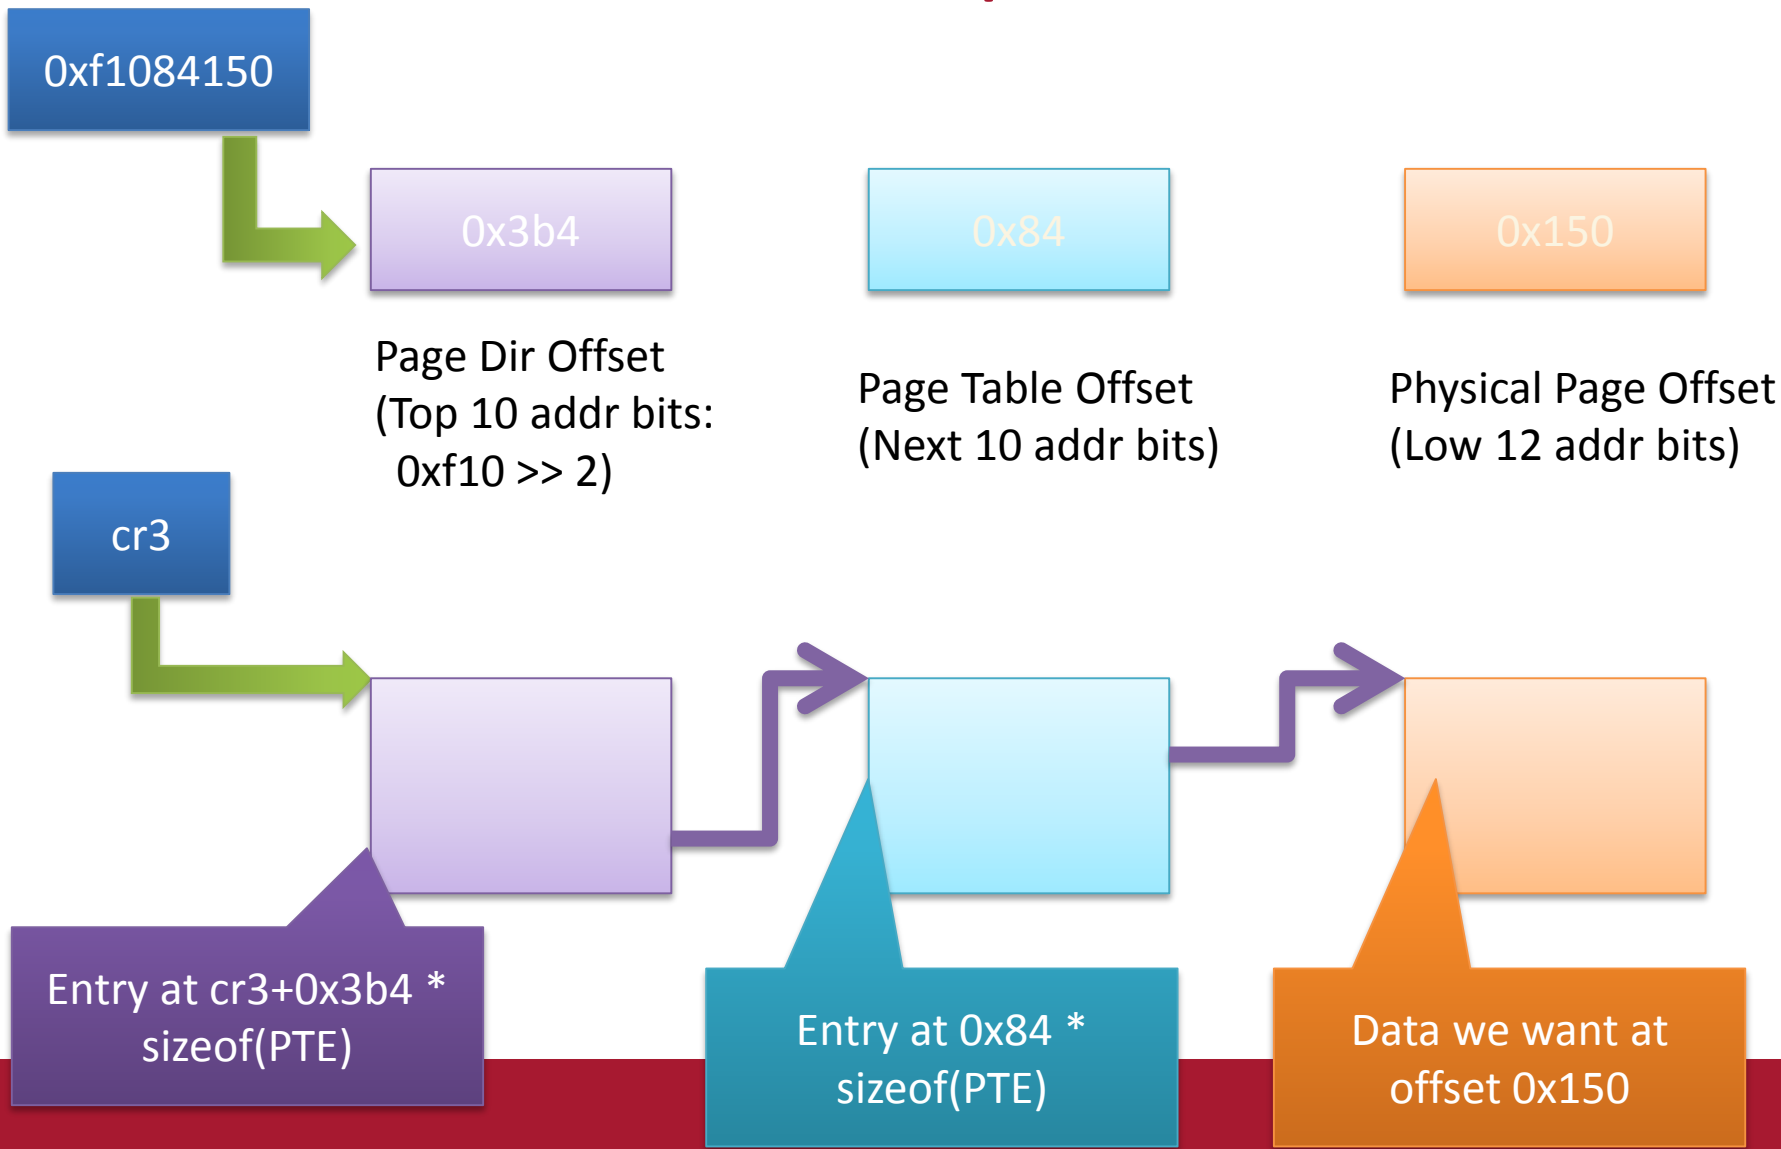 0xf1084150
0x3b4
0x84
0x150
Page Dir Offset
(Top 10 addr bits:
0xf10 >> 2)
Page Table Offset
(Next 10 addr bits)
Physical Page Offset
(Low 12 addr bits)
cr3
Entry at cr3+0x3b4 *
sizeof(PTE)
Entry at 0x84 *
sizeof(PTE)
Data we want at
offset 0x150